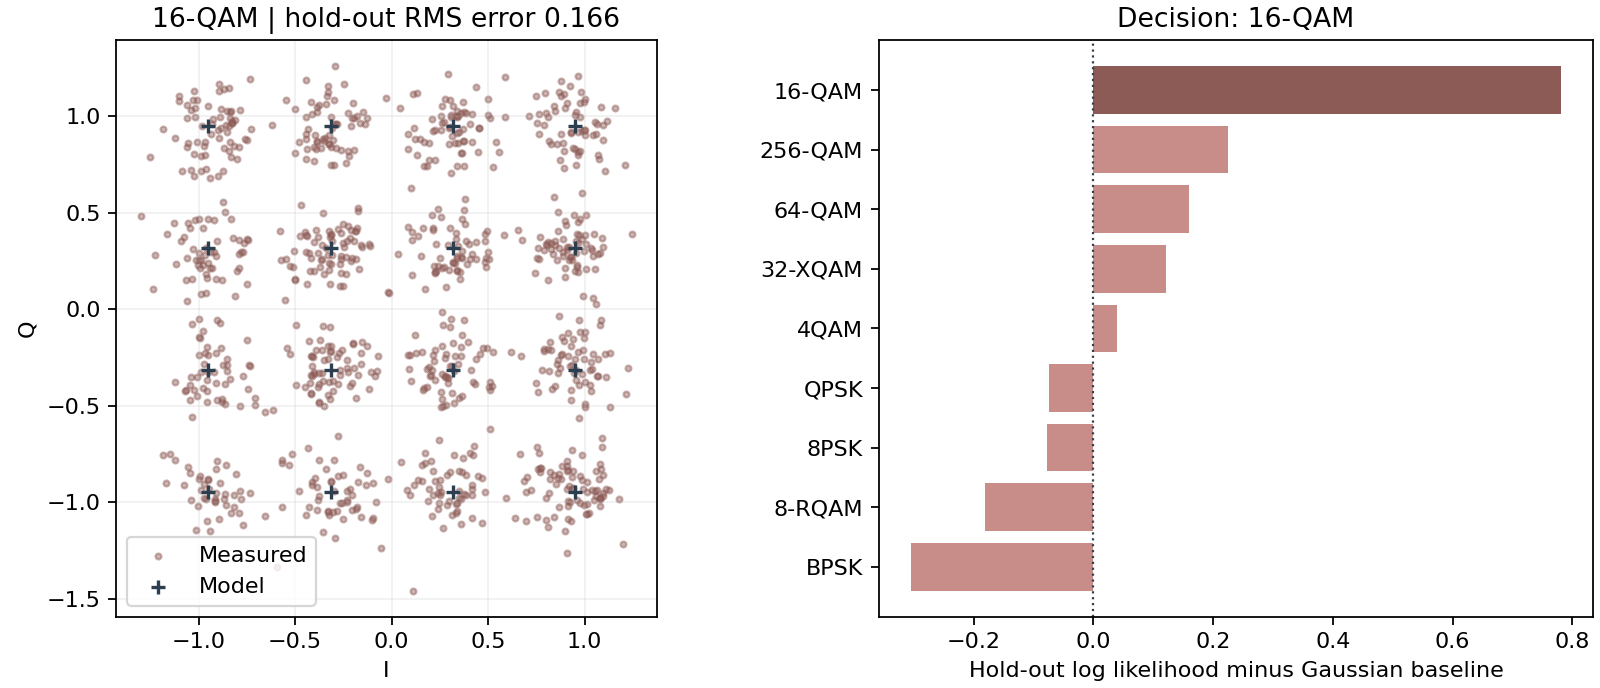 16-QAM | hold-out RMS error 0.166
1.0
0.5
0.0
−0.5
−1.0
−1.5
Q
−1.0 −0.5 0.0 0.5 1.0
I
Measured
Model
Decision: 16-QAM
16-QAM
256-QAM
64-QAM
32-XQAM
4QAM
QPSK
8PSK
8-RQAM
BPSK
−0.2 0.0 0.2 0.4 0.6 0.8
Hold-out log likelihood minus Gaussian baseline